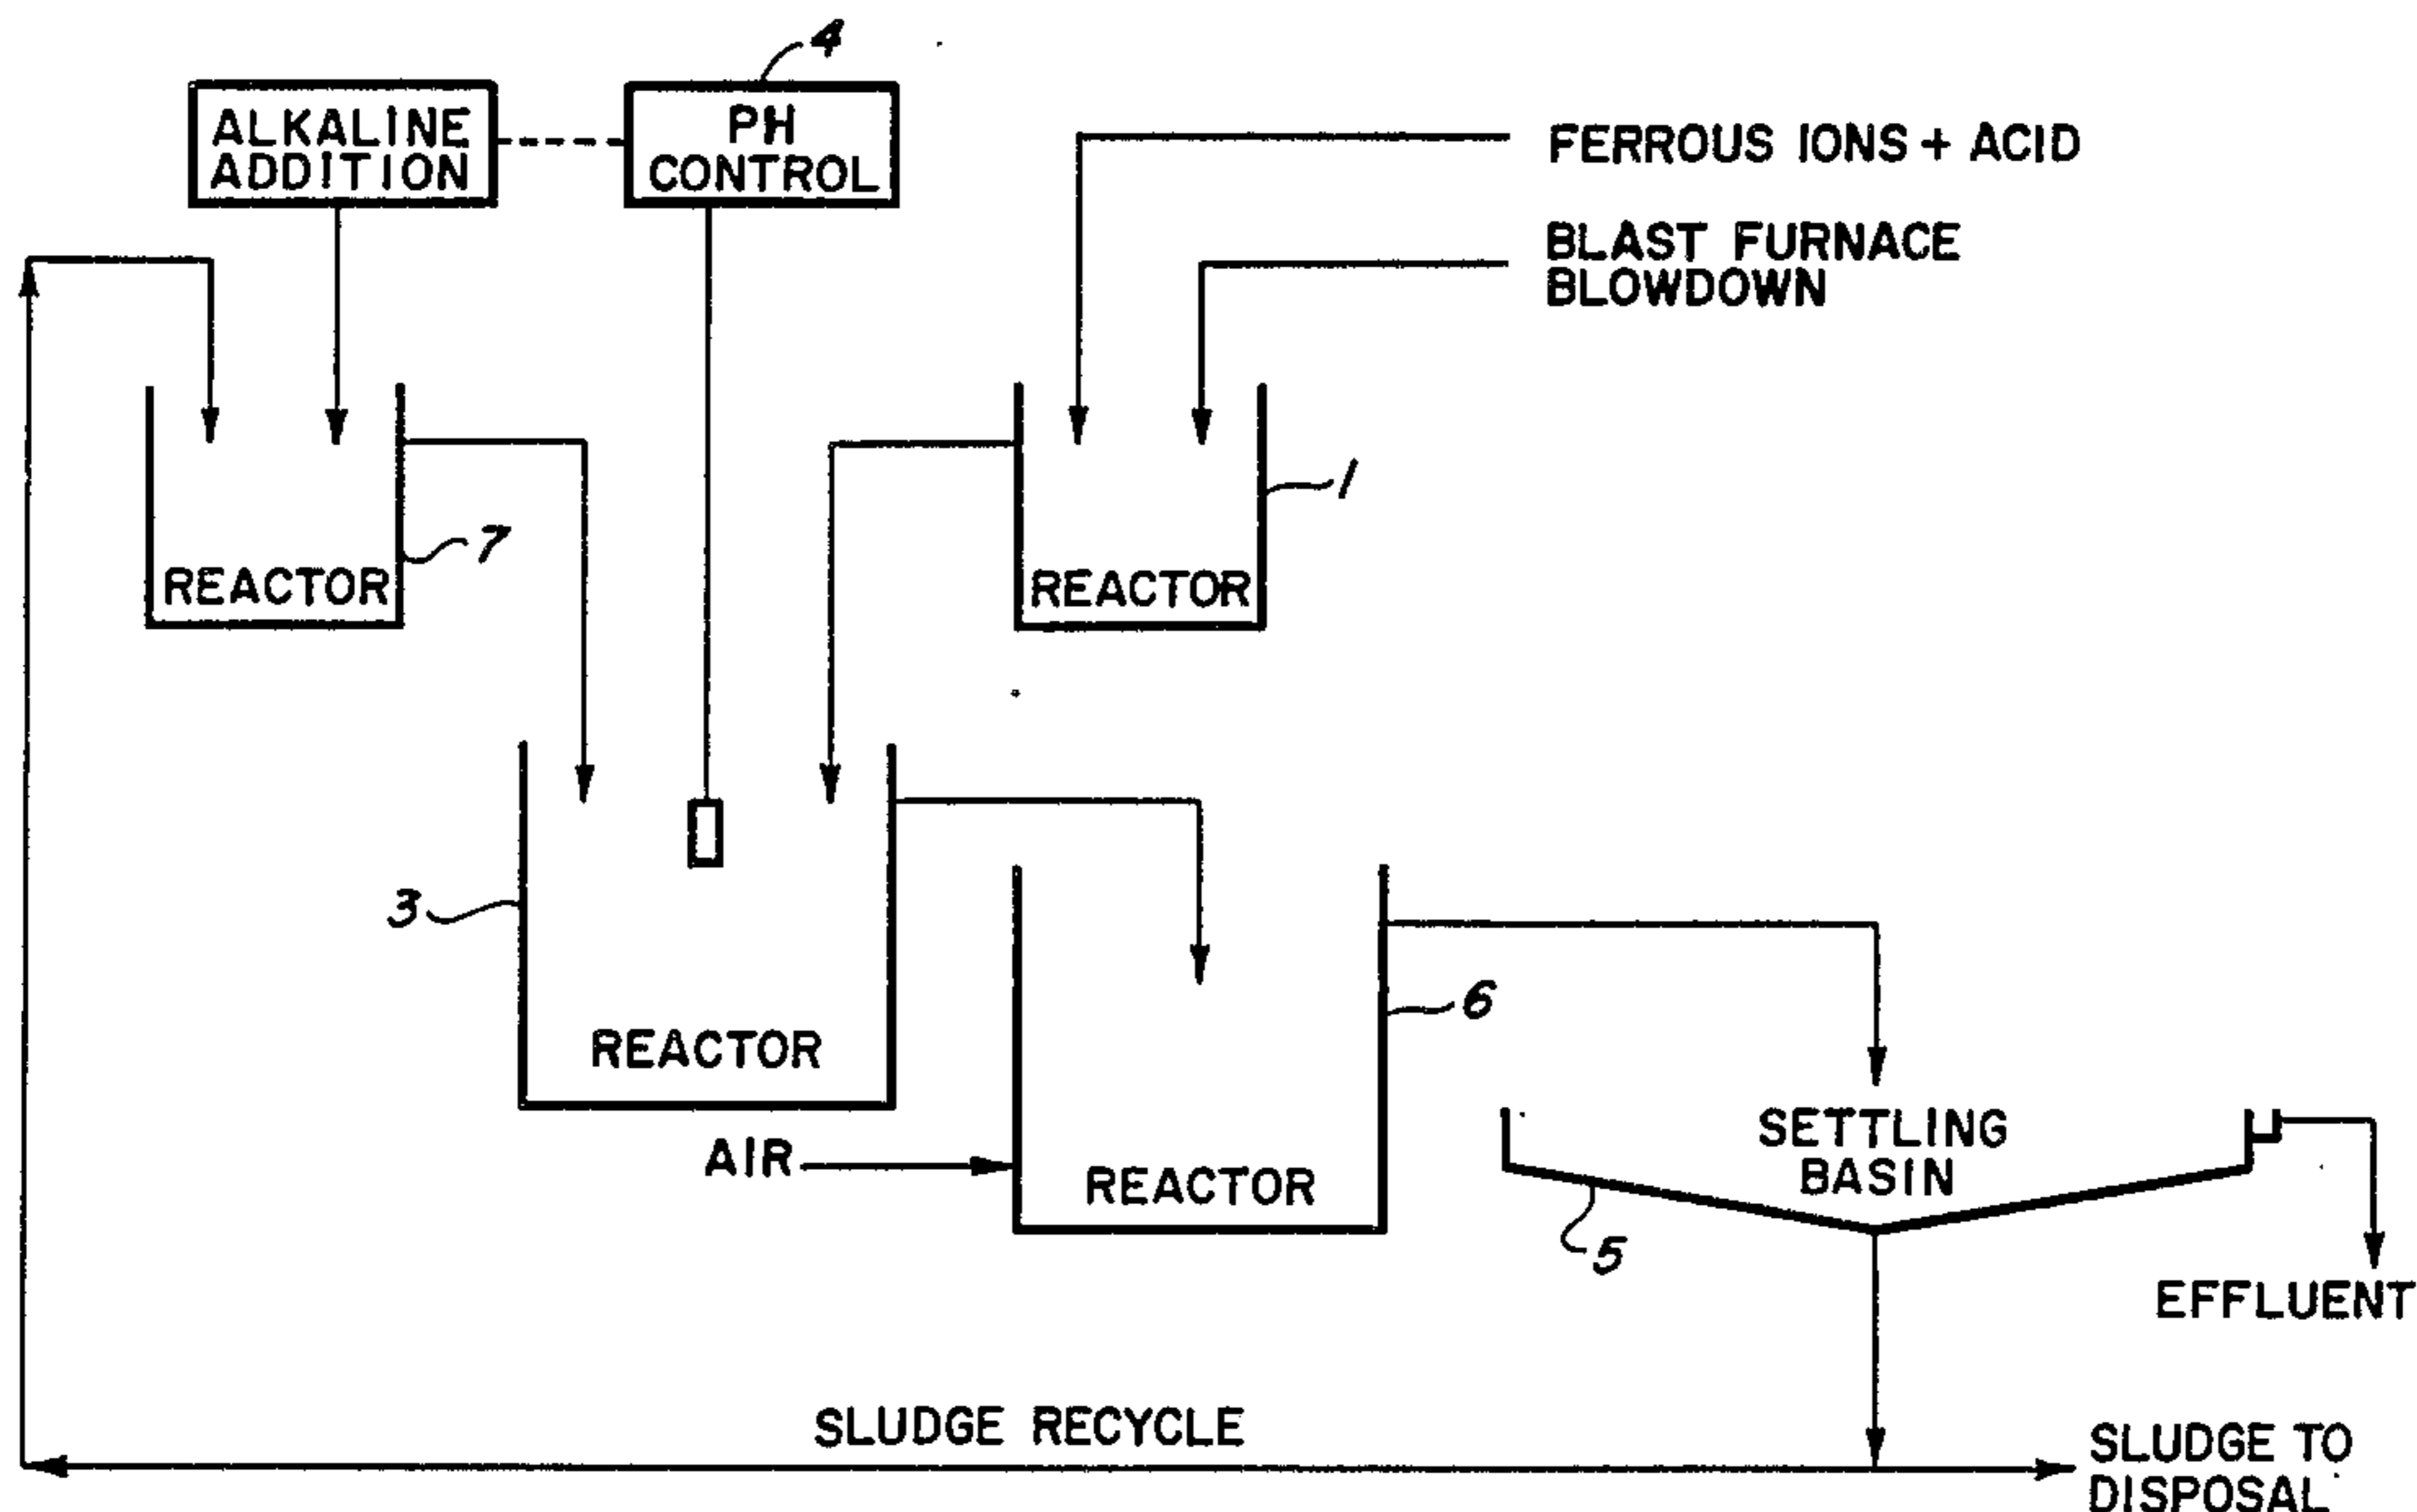 4
ALKALINE
ADDITION
PH
CONTROL
FERROUS IONS + ACID
BLAST FURNACE
BLOWDOWN
1
7
REACTOR
REACTOR
3
6
REACTOR
AIR
REACTOR
SETTLING
BASIN
5
EFFLUENT
SLUDGE RECYCLE
SLUDGE TO
DISPOSAL